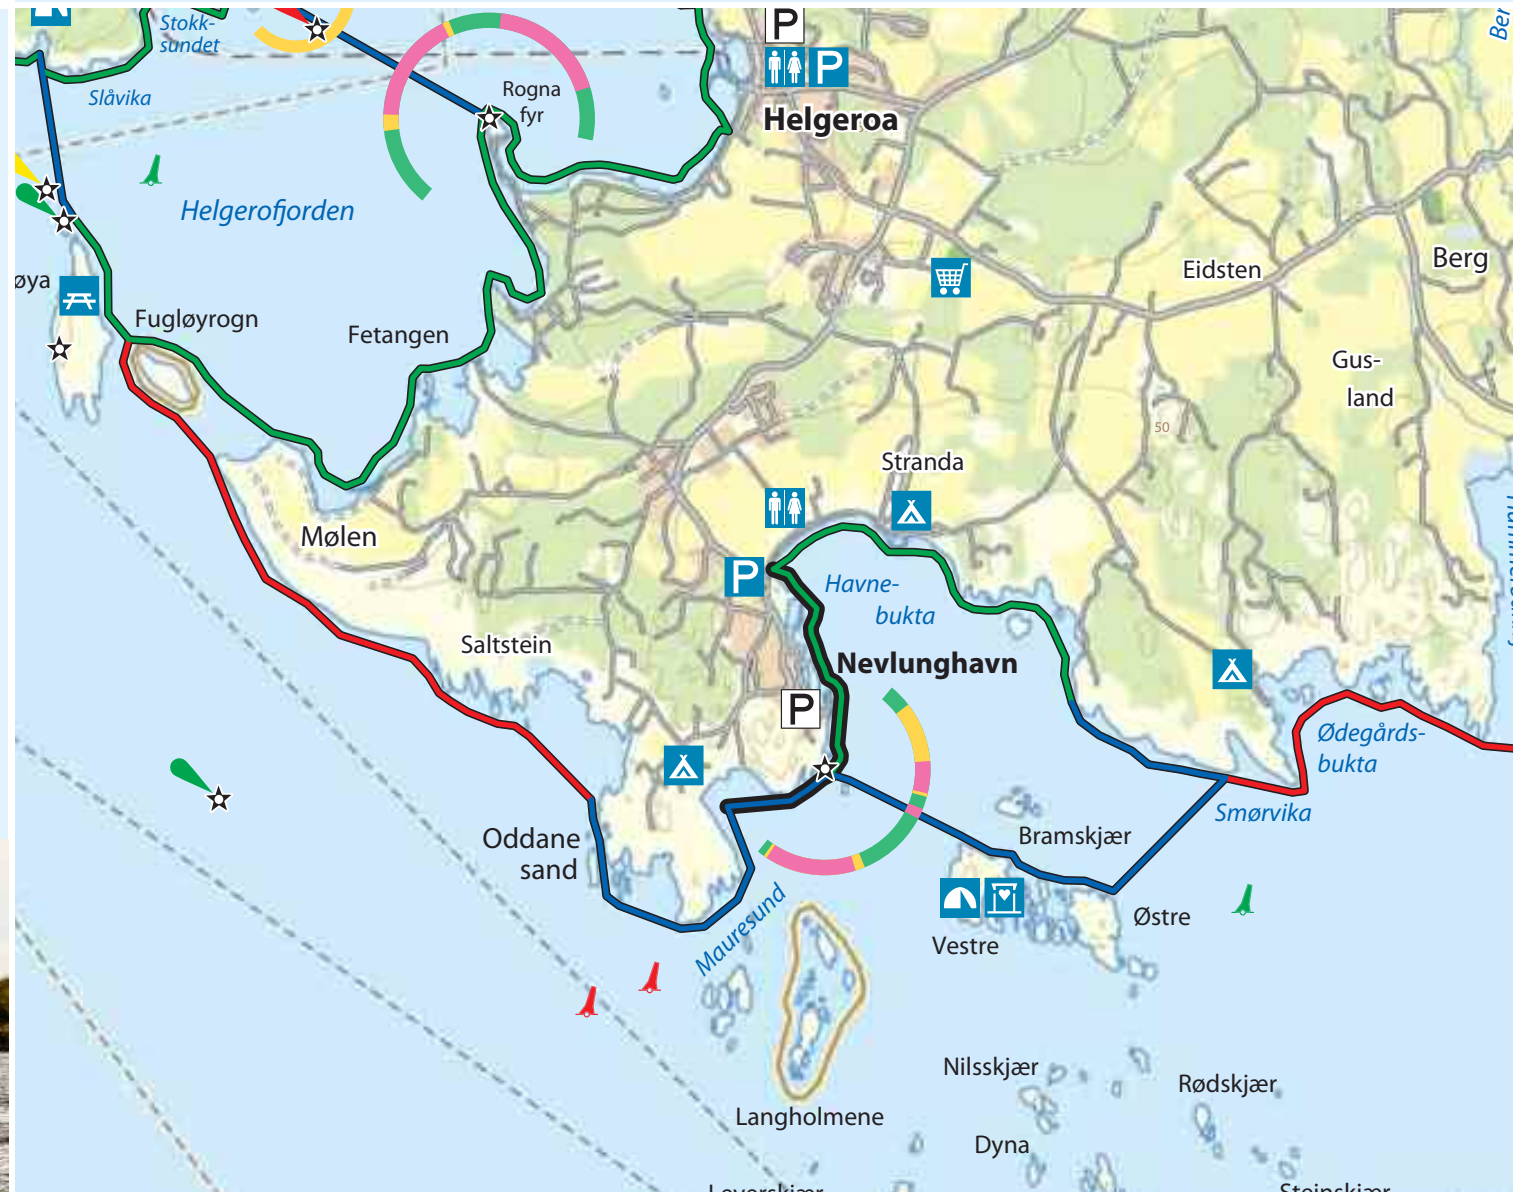 Stokk-
sundet
P
P
Slåvika
Rogna
fyr
Helgeroa
Helgerofjorden
øya
Fugløyrogn
Fetangen
Eidsten
Berg
Gus-
land
50
Stranda
Mølen
P
Havne-
bukta
Saltstein
Nevlunghavn
P
Ødegårds-
bukta
Smørvika
Oddane
sand
Bramskjær
Mauresund
Østre
Vestre
Nilsskjær
Rødskjær
Langholmene
Dyna